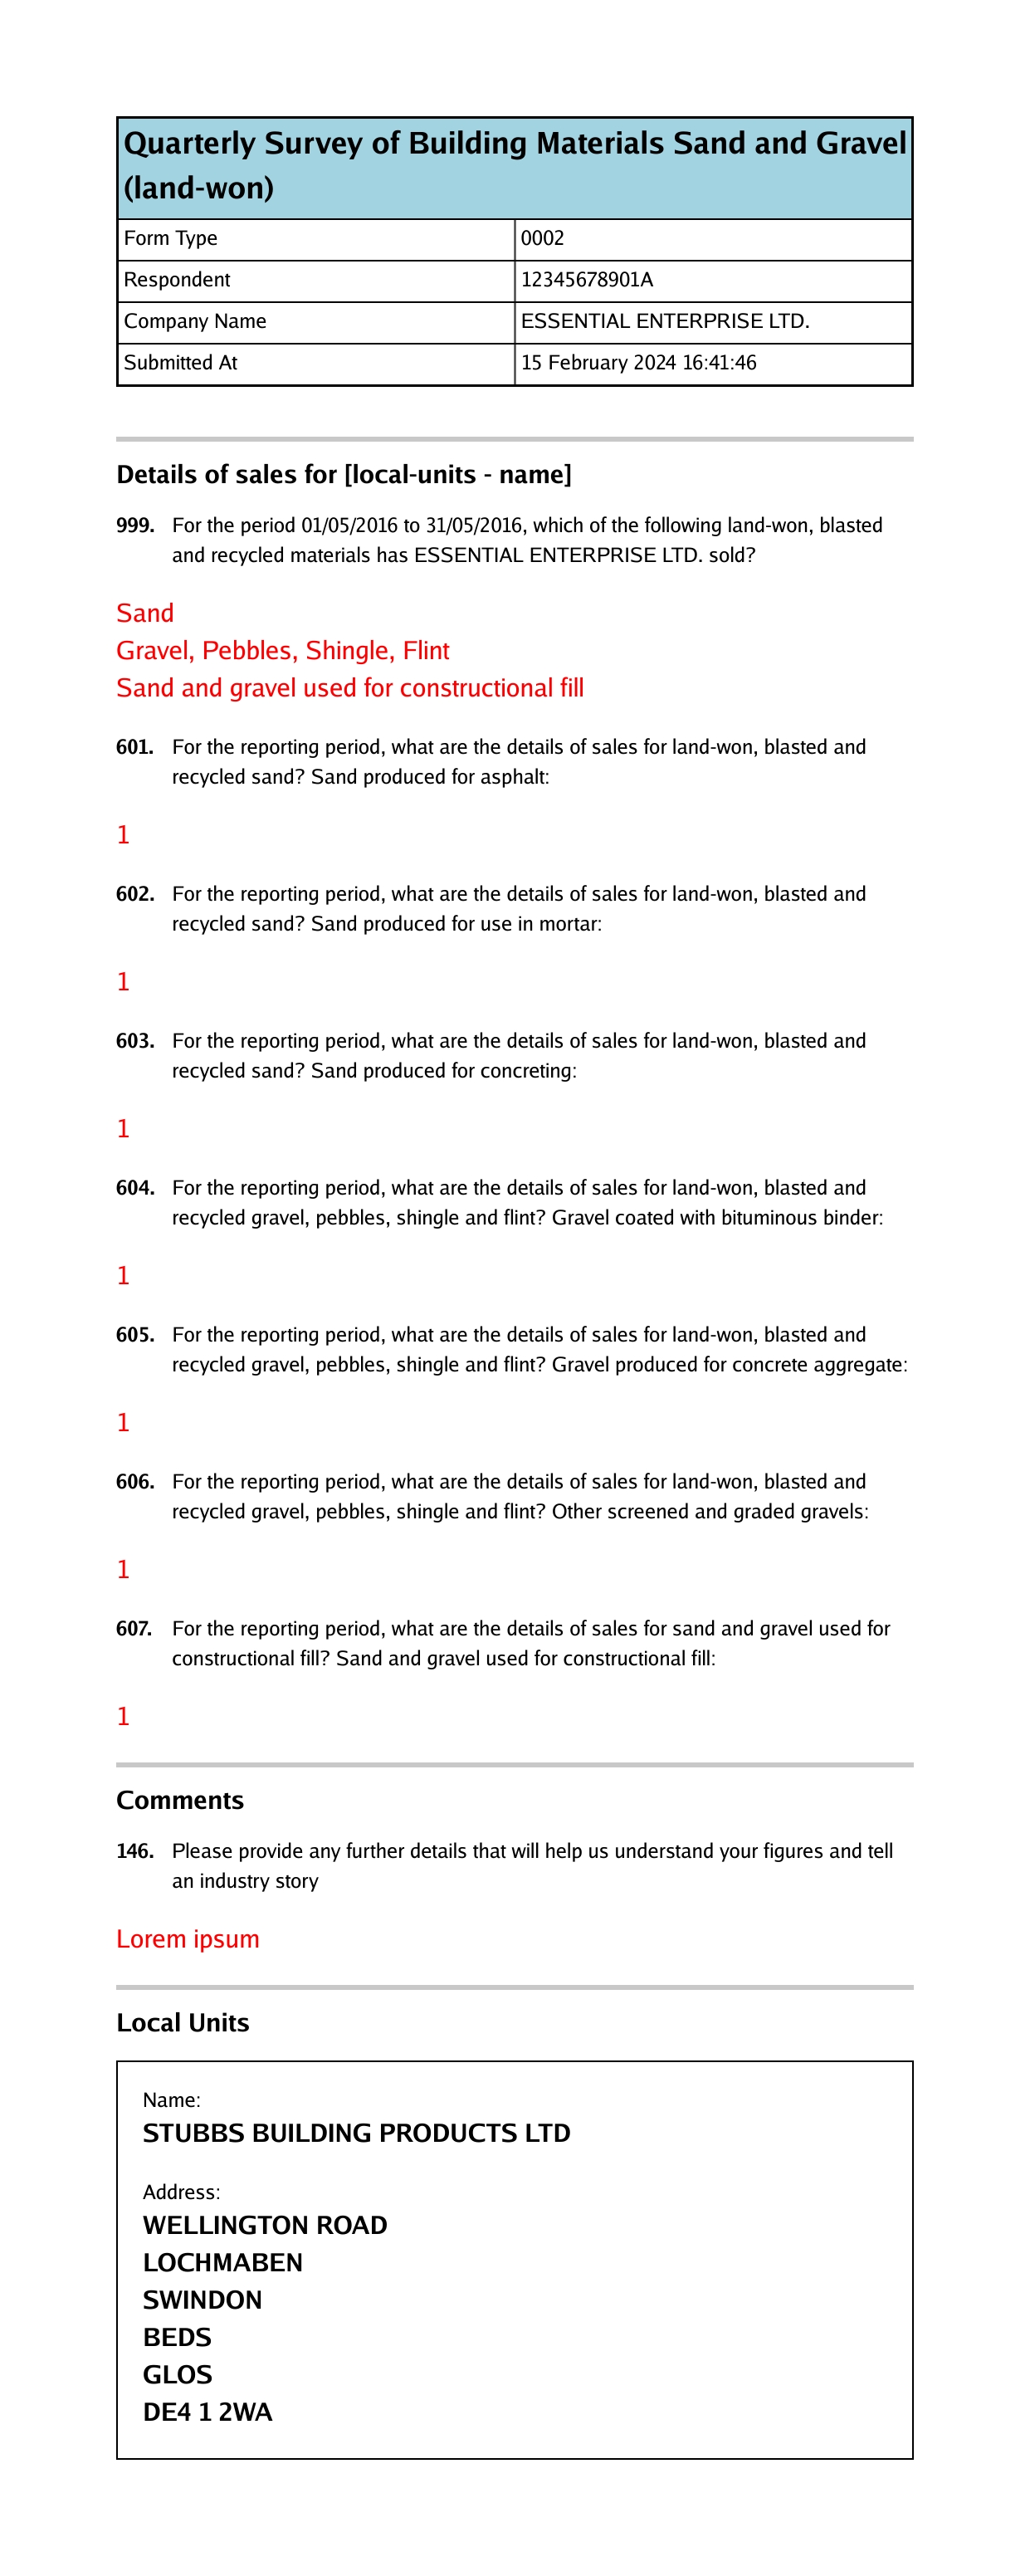 Quarterly Survey of Building Materials Sand and Gravel
(land-won)
Form Type 0002
Respondent 12345678901A
Company Name ESSENTIAL ENTERPRISE LTD.
Submitted At 15 February 2024 16:41:46
Details of sales for [local-units - name]
999. For the period 01/05/2016 to 31/05/2016, which of the following land-won, blasted
and recycled materials has ESSENTIAL ENTERPRISE LTD. sold?
Sand
Gravel, Pebbles, Shingle, Flint
Sand and gravel used for constructional fill
601. For the reporting period, what are the details of sales for land-won, blasted and
recycled sand? Sand produced for asphalt:
1
602. For the reporting period, what are the details of sales for land-won, blasted and
recycled sand? Sand produced for use in mortar:
1
603. For the reporting period, what are the details of sales for land-won, blasted and
recycled sand? Sand produced for concreting:
1
604. For the reporting period, what are the details of sales for land-won, blasted and
recycled gravel, pebbles, shingle and flint? Gravel coated with bituminous binder:
1
605. For the reporting period, what are the details of sales for land-won, blasted and
recycled gravel, pebbles, shingle and flint? Gravel produced for concrete aggregate:
1
606. For the reporting period, what are the details of sales for land-won, blasted and
recycled gravel, pebbles, shingle and flint? Other screened and graded gravels:
1
607. For the reporting period, what are the details of sales for sand and gravel used for
constructional fill? Sand and gravel used for constructional fill:
1
Comments
146. Please provide any further details that will help us understand your figures and tell
an industry story
Lorem ipsum
Local Units
Name:
STUBBS BUILDING PRODUCTS LTD
Address:
WELLINGTON ROAD
LOCHMABEN
SWINDON
BEDS
GLOS
DE4 1 2WA